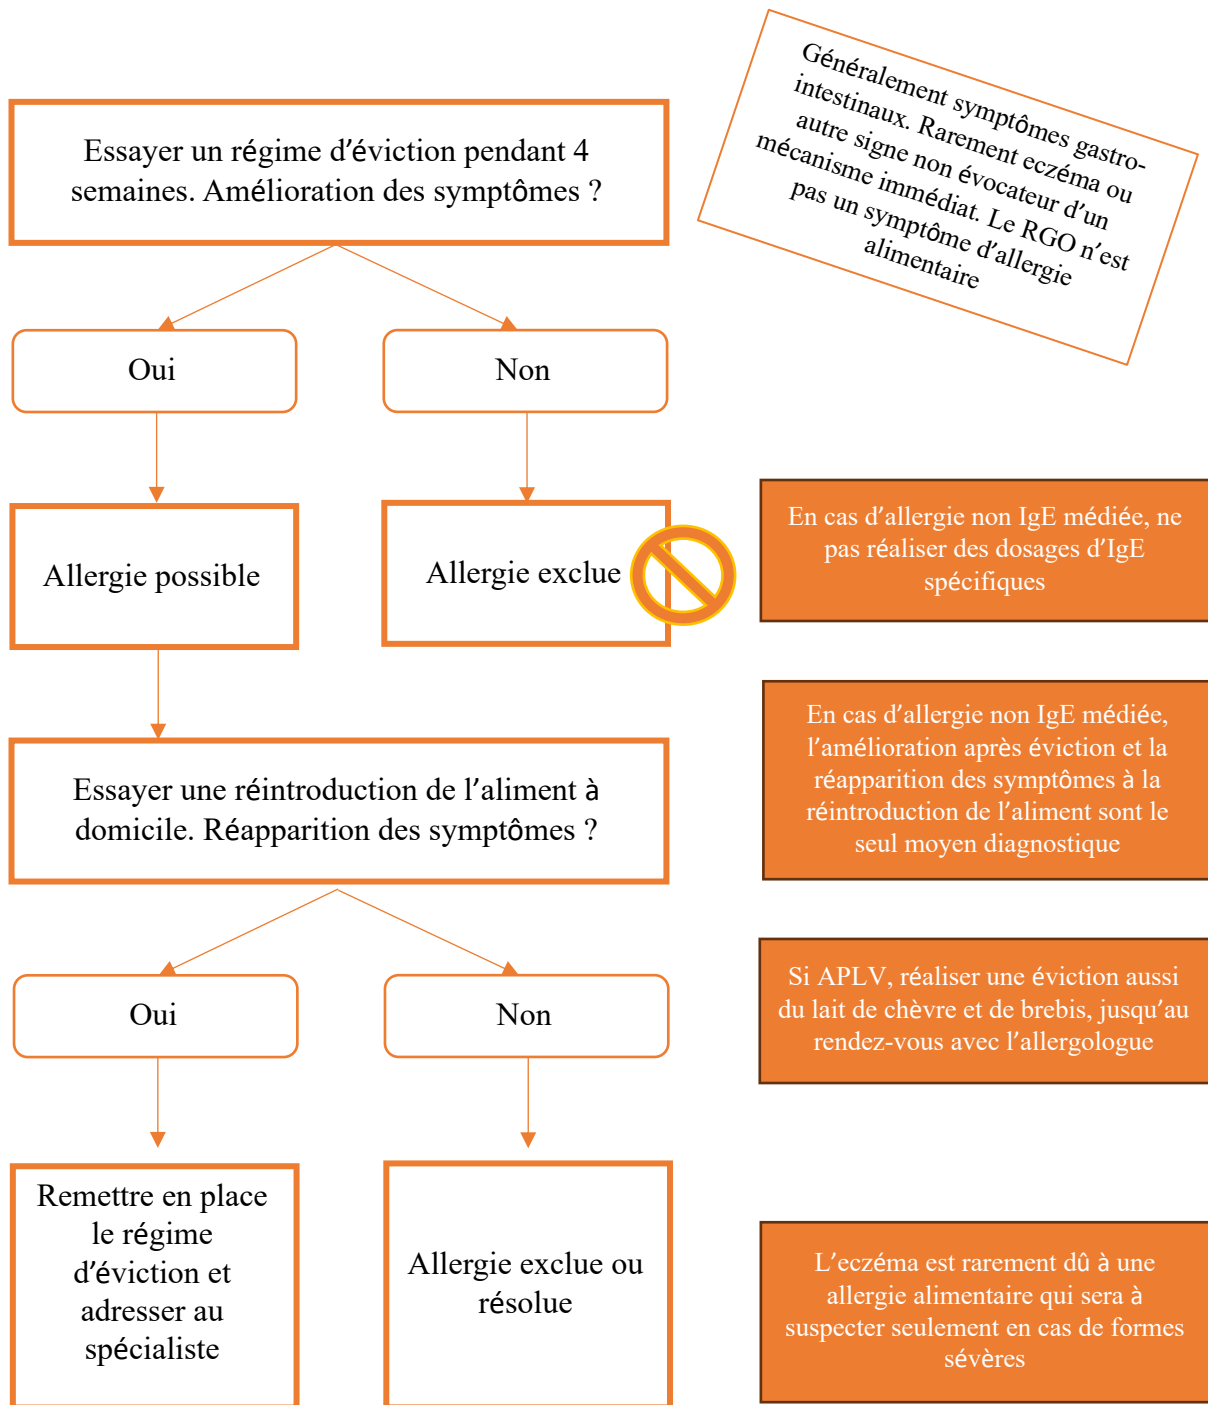 Généralement symptômes gastro-
intestinaux. Rarement eczéma ou
autre signe non évocateur d’un
mécanisme immédiat. Le RGO n’est
pas un symptôme d’allergie
alimentaire
Essayer un régime d’éviction pendant 4
semaines. Amélioration des symptômes ?
Oui
Non
Allergie possible
Allergie exclue
En cas d’allergie non IgE médiée, ne
pas réaliser des dosages d’IgE
spécifiques
Essayer une réintroduction de l’aliment à
domicile. Réapparition des symptômes ?
En cas d’allergie non IgE médiée,
l’amélioration après éviction et la
réapparition des symptômes à la
réintroduction de l’aliment sont le
seul moyen diagnostique
Oui
Non
Si APLV, réaliser une éviction aussi
du lait de chèvre et de brebis, jusqu’au
rendez-vous avec l’allergologue
Remettre en place
le régime
d’éviction et
adresser au
spécialiste
Allergie exclue ou
résolue
L’eczéma est rarement dû à une
allergie alimentaire qui sera à
suspecter seulement en cas de formes
sévères